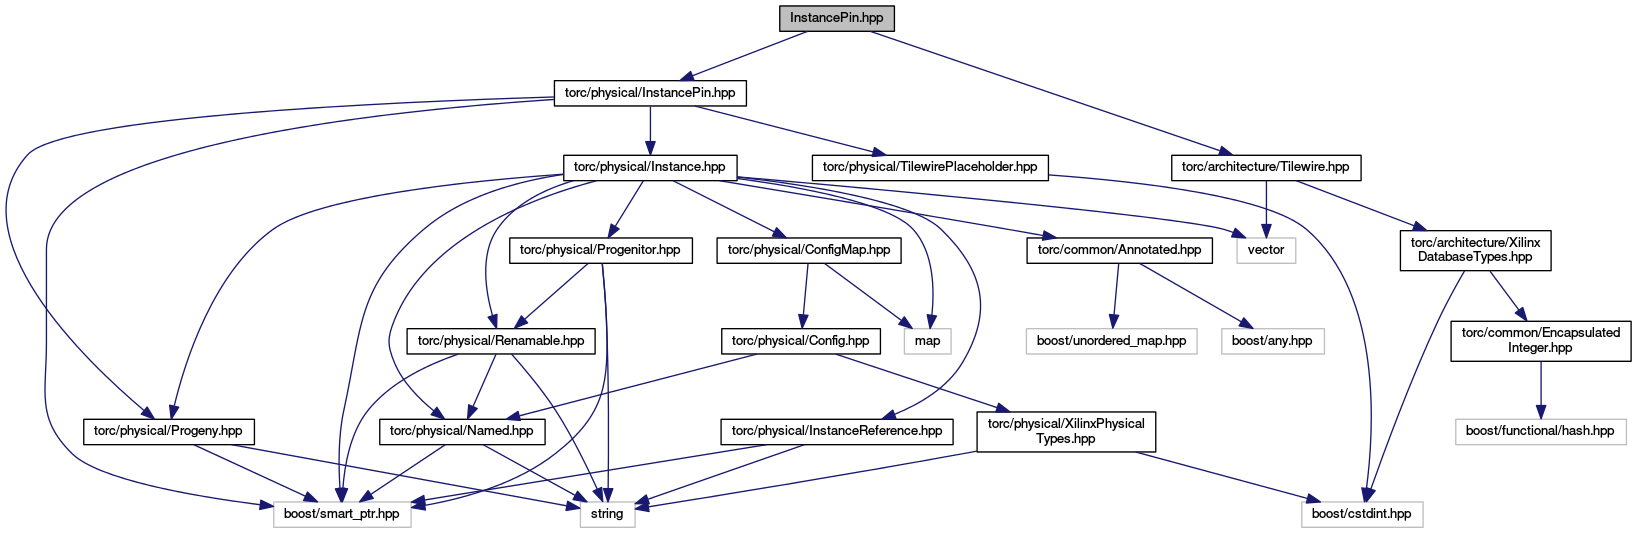 InstancePin.hpp
torc/physical/InstancePin.hpp
torc/physical/Instance.hpp
torc/physical/TilewirePlaceholder.hpp
torc/architecture/Tilewire.hpp
torc/physical/Progenitor.hpp
torc/physical/ConfigMap.hpp
torc/common/Annotated.hpp
vector
torc/architecture/Xilinx
DatabaseTypes.hpp
torc/physical/Renamable.hpp
torc/physical/Config.hpp
map
boost/unordered_map.hpp
boost/any.hpp
torc/common/Encapsulated
Integer.hpp
torc/physical/Progeny.hpp
torc/physical/Named.hpp
torc/physical/InstanceReference.hpp
torc/physical/XilinxPhysical
Types.hpp
boost/functional/hash.hpp
boost/smart_ptr.hpp
string
boost/cstdint.hpp